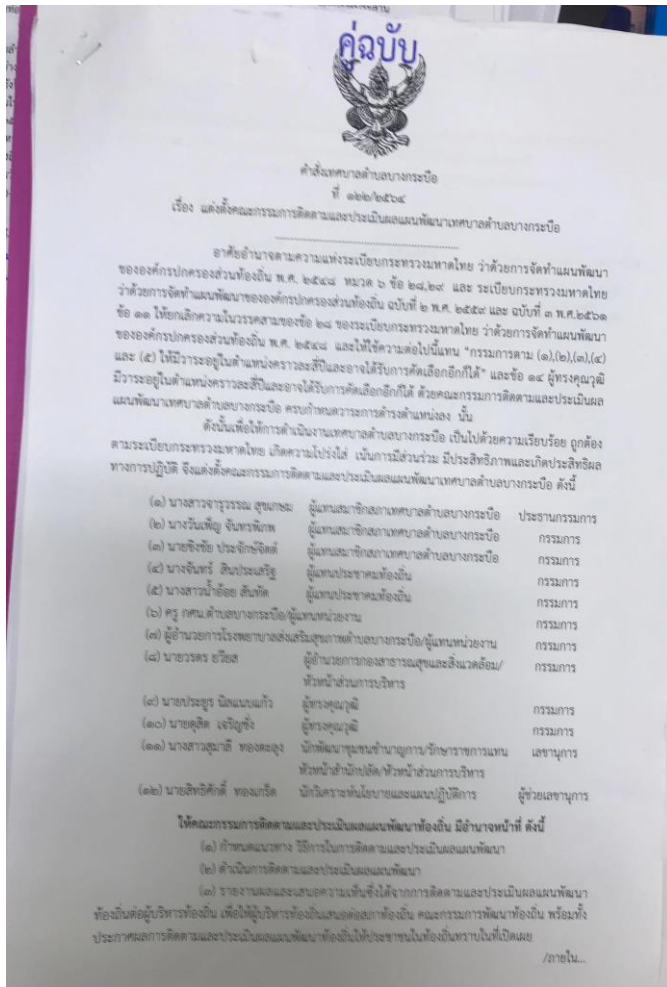 คู่ฉบับ
คำสั่งเทศบาลตำบลบางกระบือ
ที่ ๑๒๒/๒๕๖๔
เรื่อง แต่งตั้งคณะกรรมการติดตามและประเมินผลแผนพัฒนาเทศบาลตำบลบางกระบือ
อาศัยอำนาจตามความแห่งระเบียบกระทรวงมหาดไทย ว่าด้วยการจัดทำแผนพัฒนา
ขององค์กรปกครองส่วนท้องถิ่น พ.ศ. ๒๕๔๘ หมวด ๖ ข้อ ๒๘,๒๙ และ ระเบียบกระทรวงมหาดไทย
ว่าด้วยการจัดทำแผนพัฒนาขององค์กรปกครองส่วนท้องถิ่น ฉบับที่ ๒ พ.ศ. ๒๕๕๙ และ ฉบับที่ ๓ พ.ศ.๒๕๖๑
ข้อ ๑๑ ให้ยกเลิกความในวรรคสามของข้อ ๒๘ ของระเบียบกระทรวงมหาดไทย ว่าด้วยการจัดทำแผนพัฒนา
ขององค์กรปกครองส่วนท้องถิ่น พ.ศ. ๒๕๔๘ และให้ใช้ความต่อไปนี้แทน "กรรมการตาม (๑),(๒),(๓),(๔)
และ (๕) ให้มีวาระอยู่ในตำแหน่งคราวละสี่ปีและอาจได้รับการคัดเลือกอีกก็ได้" และข้อ ๑๔ ผู้ทรงคุณวุฒิ
มีวาระอยู่ในตำแหน่งคราวละสี่ปีและอาจได้รับการคัดเลือกอีกก็ได้ ด้วยคณะกรรมการติดตามและประเมินผล
แผนพัฒนาเทศบาลตำบลบางกระบือ ครบกำหนดวาระการดำรงตำแหน่งลง นั้น
ดังนั้นเพื่อให้การดำเนินงานเทศบาลตำบลบางกระบือ เป็นไปด้วยความเรียบร้อย ถูกต้อง
ตามระเบียบกระทรวงมหาดไทย เกิดความโปร่งใส เน้นการมีส่วนร่วม มีประสิทธิภาพและเกิดประสิทธิผล
ทางการปฏิบัติ จึงแต่งตั้งคณะกรรมการติดตามและประเมินผลแผนพัฒนาเทศบาลตำบลบางกระบือ ดังนี้
(๑) นางสาวจารุวรรณ สุขเกษม ผู้แทนสมาชิกสภาเทศบาลตำบลบางกระบือ ประธานกรรมการ
(๒) นางวันเพ็ญ จันทรพิภพ ผู้แทนสมาชิกสภาเทศบาลตำบลบางกระบือ กรรมการ
(๓) นายชิงชัย ประจักษ์จิตต์ ผู้แทนสมาชิกสภาเทศบาลตำบลบางกระบือ กรรมการ
(๔) นางจันทร์ สินประเสริฐ ผู้แทนประชาคมท้องถิ่น กรรมการ
(๕) นางสาวน้ำอ้อย สันทัด ผู้แทนประชาคมท้องถิ่น กรรมการ
(๖) ครู กศน.ตำบลบางกระบือ/ผู้แทนหน่วยงาน กรรมการ
(๗) ผู้อำนวยการโรงพยาบาลส่งเสริมสุขภาพตำบลบางกระบือ/ผู้แทนหน่วยงาน กรรมการ
(๘) นายวรตร ยวียส ผู้อำนวยการกองสาธารณสุขและสิ่งแวดล้อม/ กรรมการ
หัวหน้าส่วนการบริหาร
(๙) นายประยูร นิลแนบแก้ว ผู้ทรงคุณวุฒิ กรรมการ
(๑๐) นายดุสิต เจริญชั่ง ผู้ทรงคุณวุฒิ กรรมการ
(๑๑) นางสาวสุมาลี ทองตะลุง นักพัฒนาชุมชนชำนาญการ/รักษาราชการแทน เลขานุการ
หัวหน้าสำนักปลัด/หัวหน้าส่วนการบริหาร
(๑๒) นายสิทธิศักดิ์ ทองเกร็ด นักวิเคราะห์นโยบายและแผนปฏิบัติการ ผู้ช่วยเลขานุการ
ให้คณะกรรมการติดตามและประเมินผลแผนพัฒนาท้องถิ่น มีอำนาจหน้าที่ ดังนี้
(๑) กำหนดแนวทาง วิธีการในการติดตามและประเมินผลแผนพัฒนา
(๒) ดำเนินการติดตามและประเมินผลแผนพัฒนา
(๓) รายงานผลและเสนอความเห็นซึ่งได้จากการติดตามและประเมินผลแผนพัฒนา
ท้องถิ่นต่อผู้บริหารท้องถิ่น เพื่อให้ผู้บริหารท้องถิ่นเสนอต่อสภาท้องถิ่น คณะกรรมการพัฒนาท้องถิ่น พร้อมทั้ง
ประกาศผลการติดตามและประเมินผลแผนพัฒนาท้องถิ่นให้ประชาชนในท้องถิ่นทราบในที่เปิดเผย
/ภายใน...